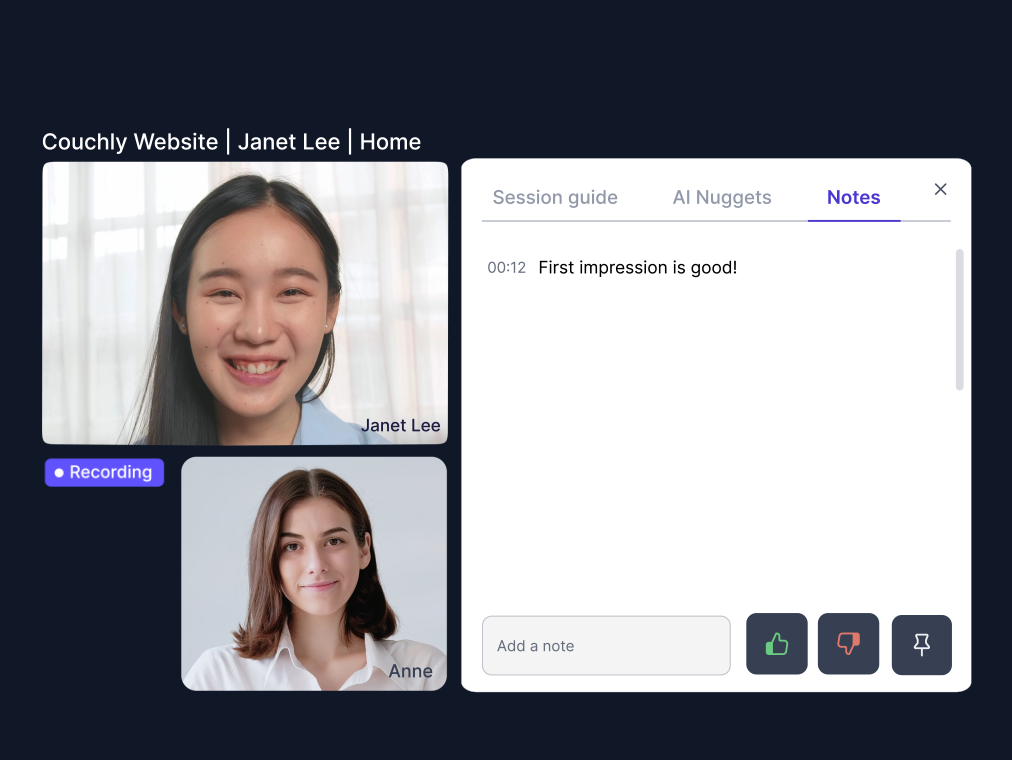 Couchly Website | Janet Lee | Home
Session guide
AI Nuggets
Notes
00:12 First impression is good!
Janet Lee
Recording
Anne
Add a note